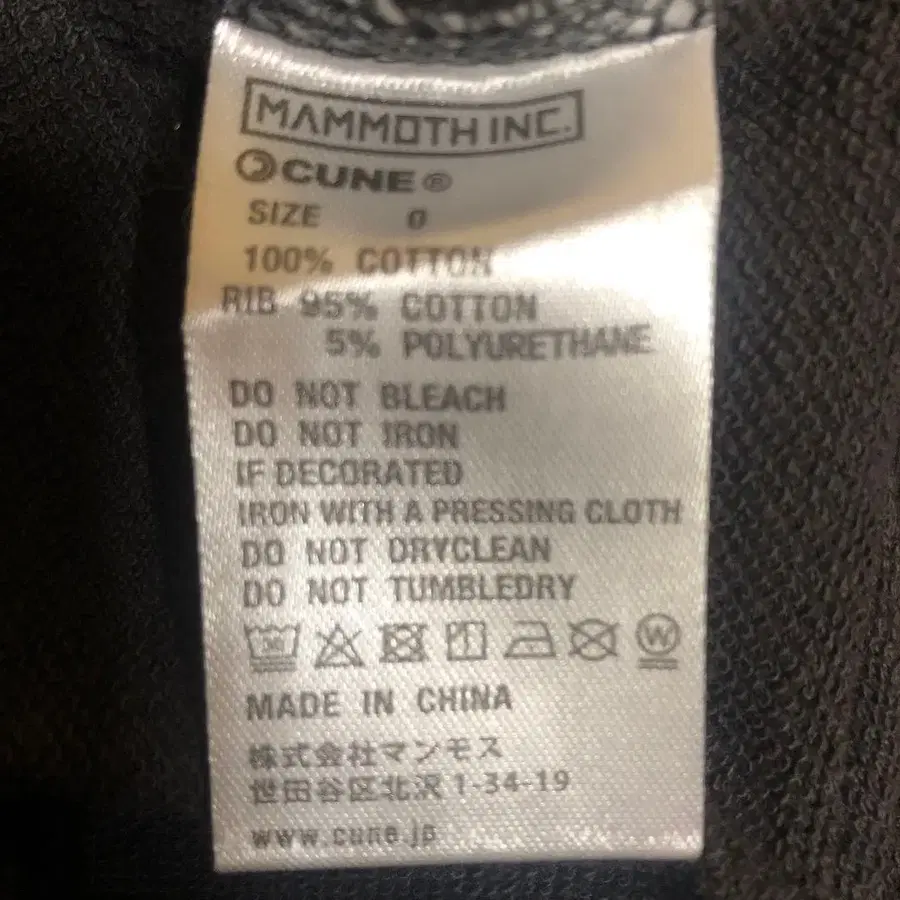 MAMMOTH INC.
CUNE®
SIZE 0
100% COTTON
RIB 95% COTTON
5% POLYURETHANE
DO NOT BLEACH
DO NOT IRON
IF DECORATED
IRON WITH A PRESSING CLOTH
DO NOT DRYCLEAN
DO NOT TUMBLEDRY
W
MADE IN CHINA
株式会社マンモス
世田谷区北沢1-34-19
www.cune.jp